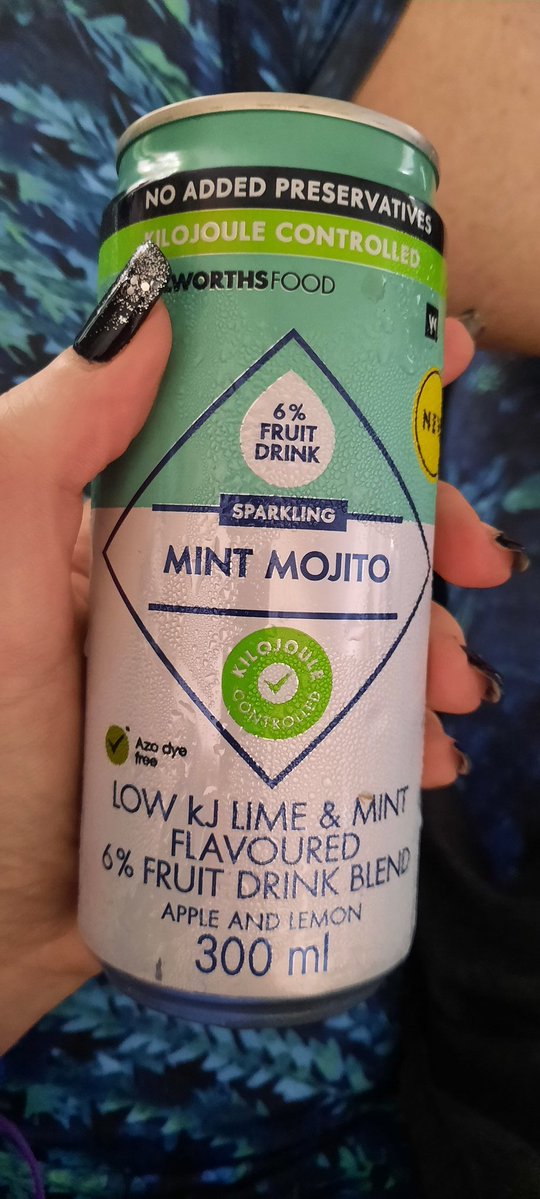 NO ADDED PRESERVATIVES
KILOJOULE CONTROLLED
WORTHSFOOD
W
6%
FRUIT
DRINK
NEW
SPARKLING
MINT MOJITO
KILOJOULE
CONTROLLED
Azo dye
free
LOW kJ LIME & MINT
FLAVOURED
6% FRUIT DRINK BLEND
APPLE AND LEMON
300 ml